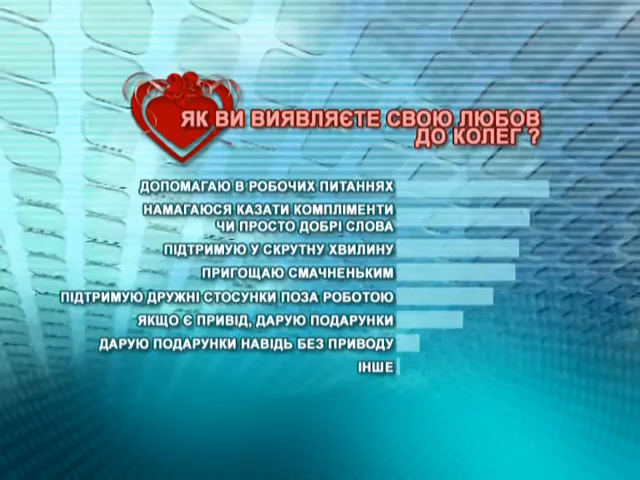 ЯК ВИ ВИЯВЛЯЄТЕ СВОЮ ЛЮБОВ
ДО КОЛЕГ ?
ДОПОМАГАЮ В РОБОЧИХ ПИТАННЯХ
НАМАГАЮСЯ КАЗАТИ КОМПЛІМЕНТИ
ЧИ ПРОСТО ДОБРІ СЛОВА
ПІДТРИМУЮ У СКРУТНУ ХВИЛИНУ
ПРИГОЩАЮ СМАЧНЕНЬКИМ
ПІДТРИМУЮ ДРУЖНІ СТОСУНКИ ПОЗА РОБОТОЮ
ЯКЩО Є ПРИВІД, ДАРУЮ ПОДАРУНКИ
ДАРУЮ ПОДАРУНКИ НАВІДЬ БЕЗ ПРИВОДУ
ІНШЕ